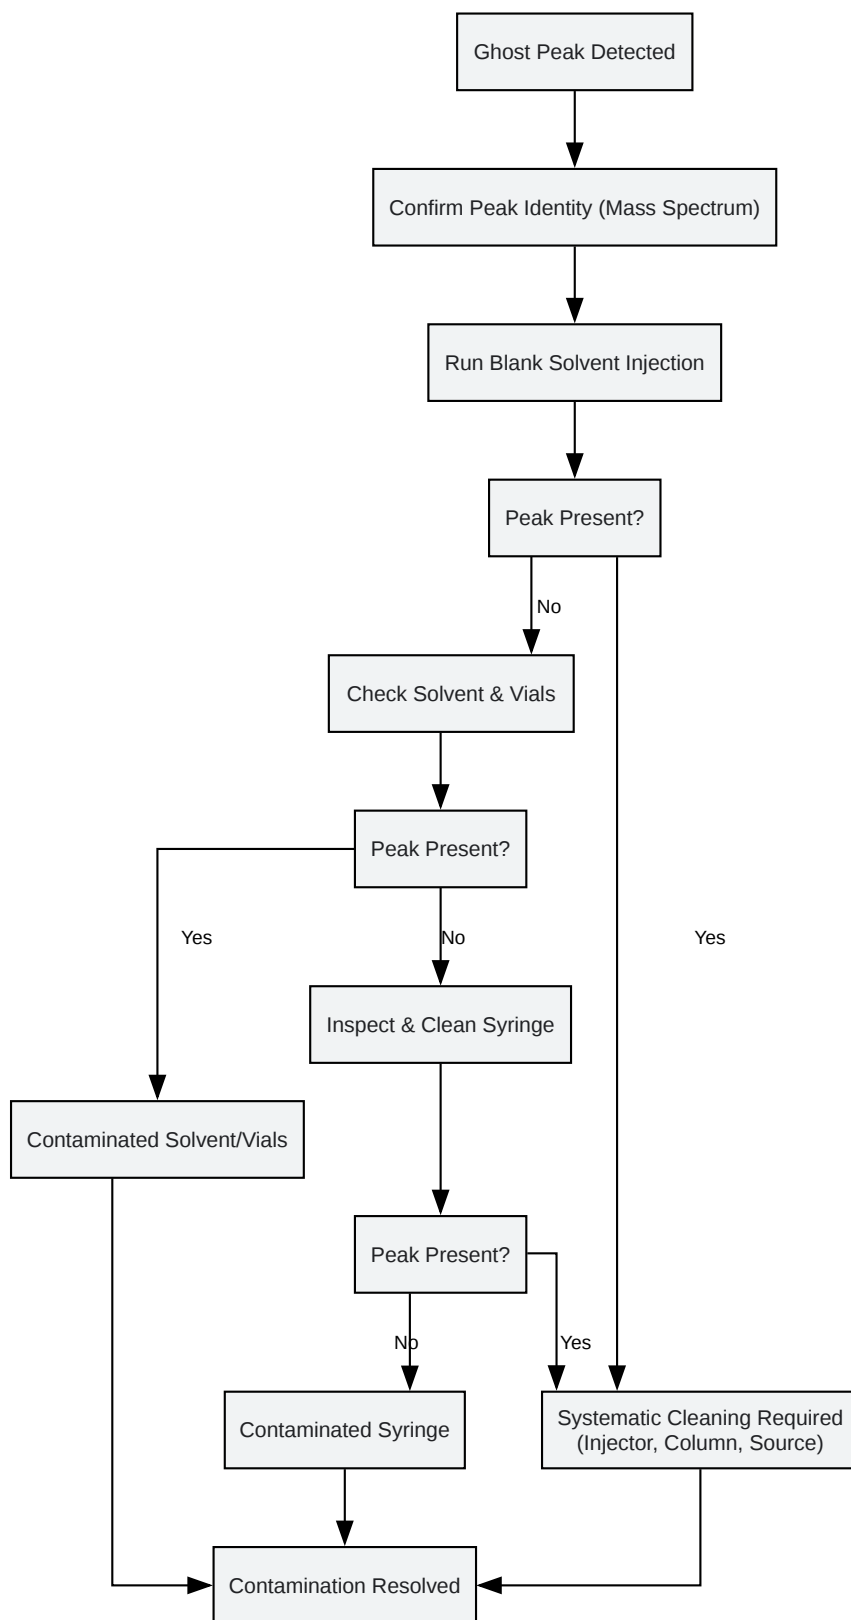 Ghost Peak Detected
Confirm Peak Identity (Mass Spectrum)
Run Blank Solvent Injection
Peak Present?
No
Check Solvent & Vials
Peak Present?
Yes
No
Yes
Inspect & Clean Syringe
Contaminated Solvent/Vials
Peak Present?
No
Yes
Contaminated Syringe
Systematic Cleaning Required
(Injector, Column, Source)
Contamination Resolved